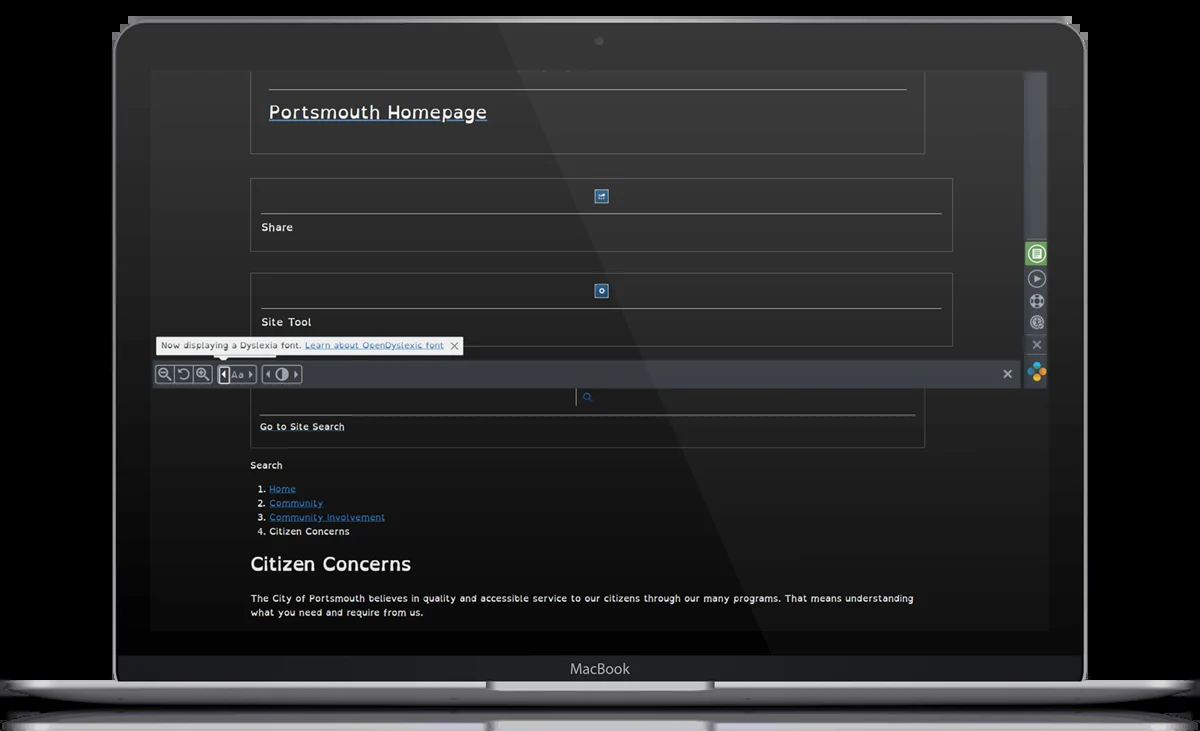 Portsmouth Homepage
Share
Site Tool
Now displaying a Dyslexia font. Learn about OpenDyslexic font
Aa
Go to Site Search
Search
1. Home
2. Community
3. Community Involvement
4. Citizen Concerns
Citizen Concerns
The City of Portsmouth believes in quality and accessible service to our citizens through our many programs. That means understanding
what you need and require from us.
MacBook